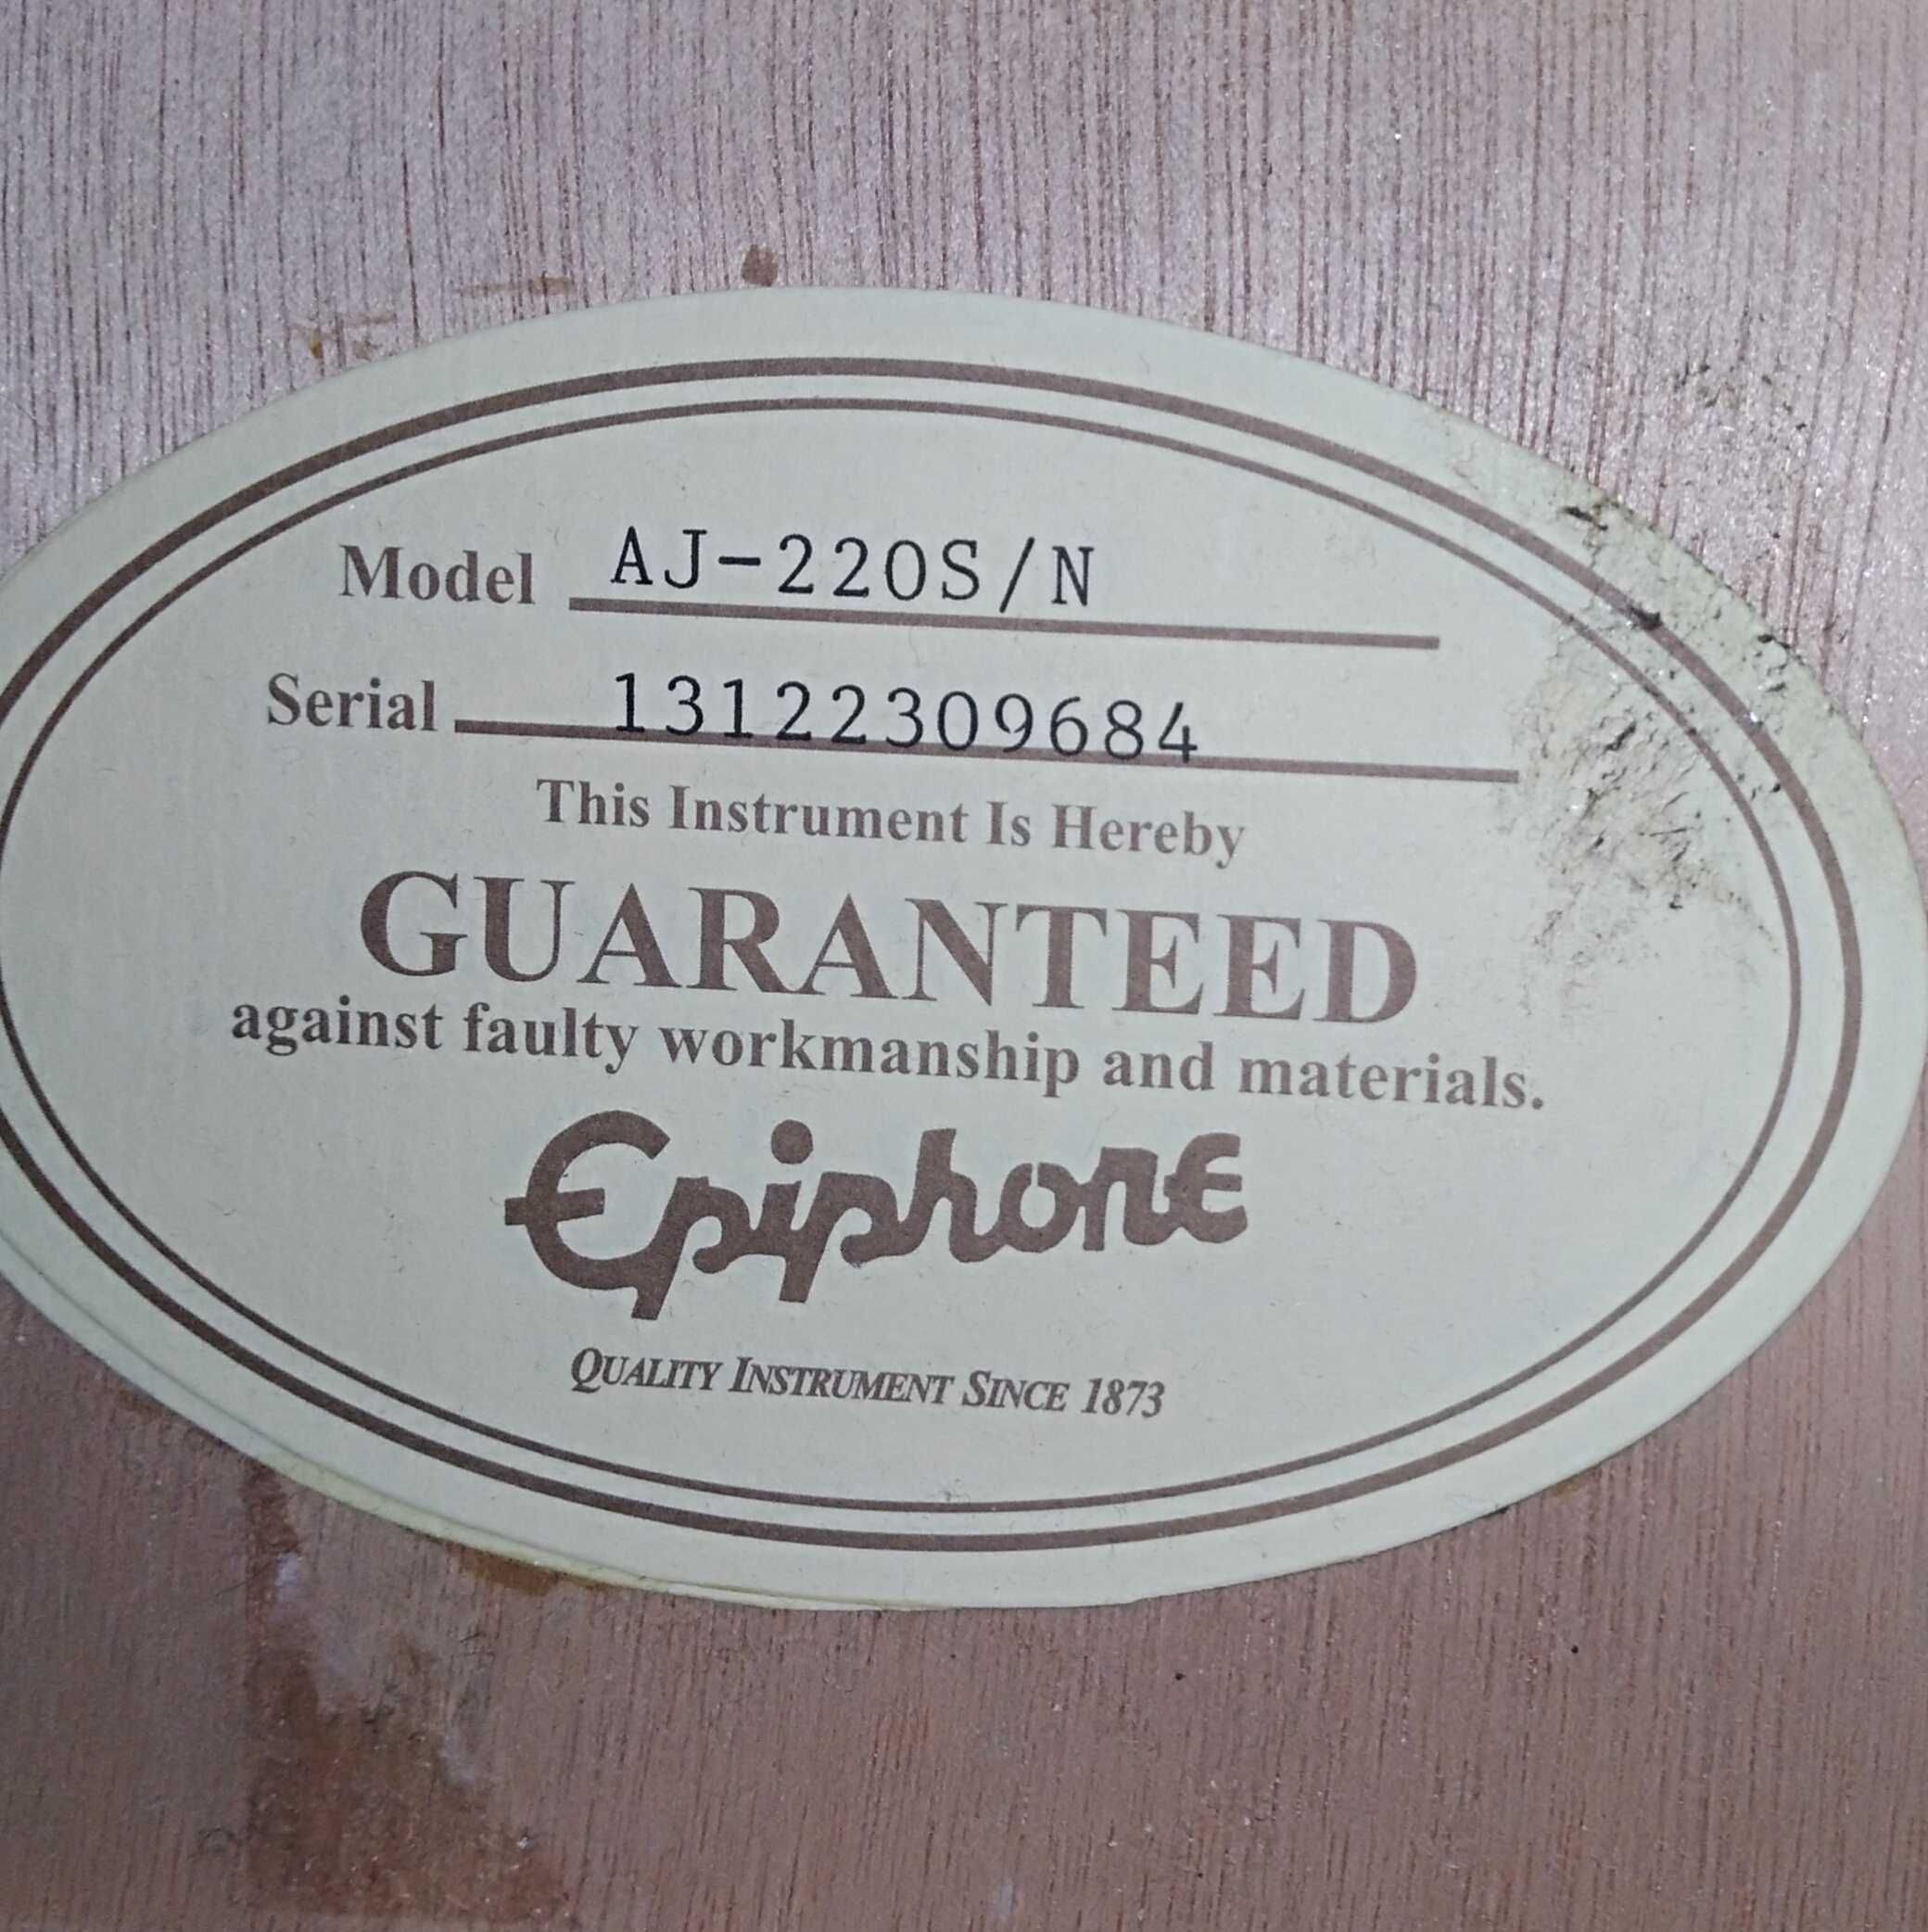 Model AJ-220S/N
Serial 13122309684
This Instrument Is Hereby
GUARANTEED
against faulty workmanship and materials.
Epiphone
QUALITY INSTRUMENT SINCE 1873